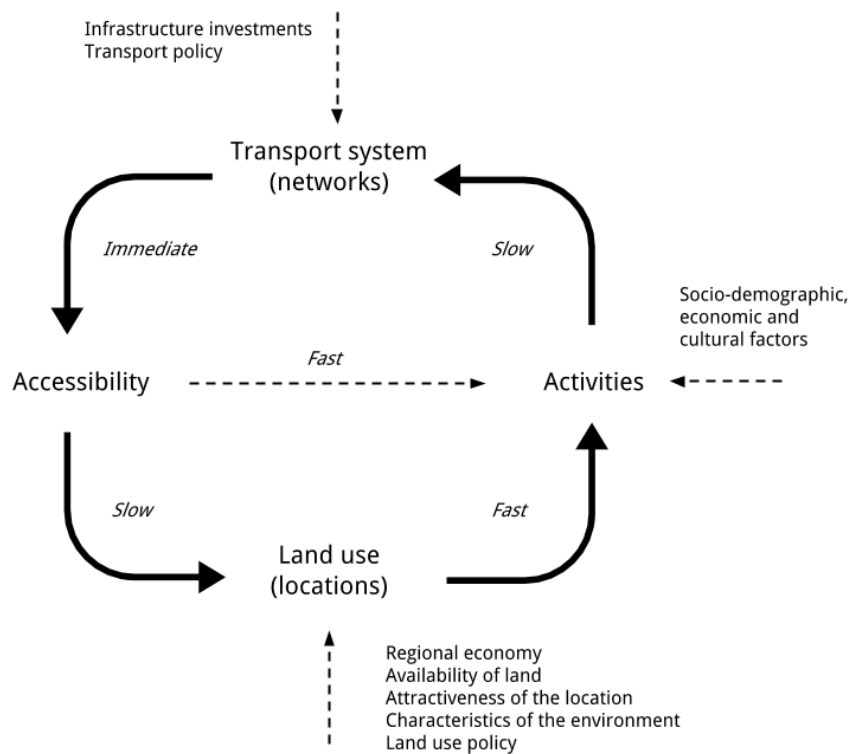 Infrastructure investments
Transport policy
Transport system
(networks)
Immediate
Slow
Socio-demographic,
economic and
cultural factors
Fast
Accessibility
Activities
Slow
Fast
Land use
(locations)
Regional economy
Availability of land
Attractiveness of the location
Characteristics of the environment
Land use policy